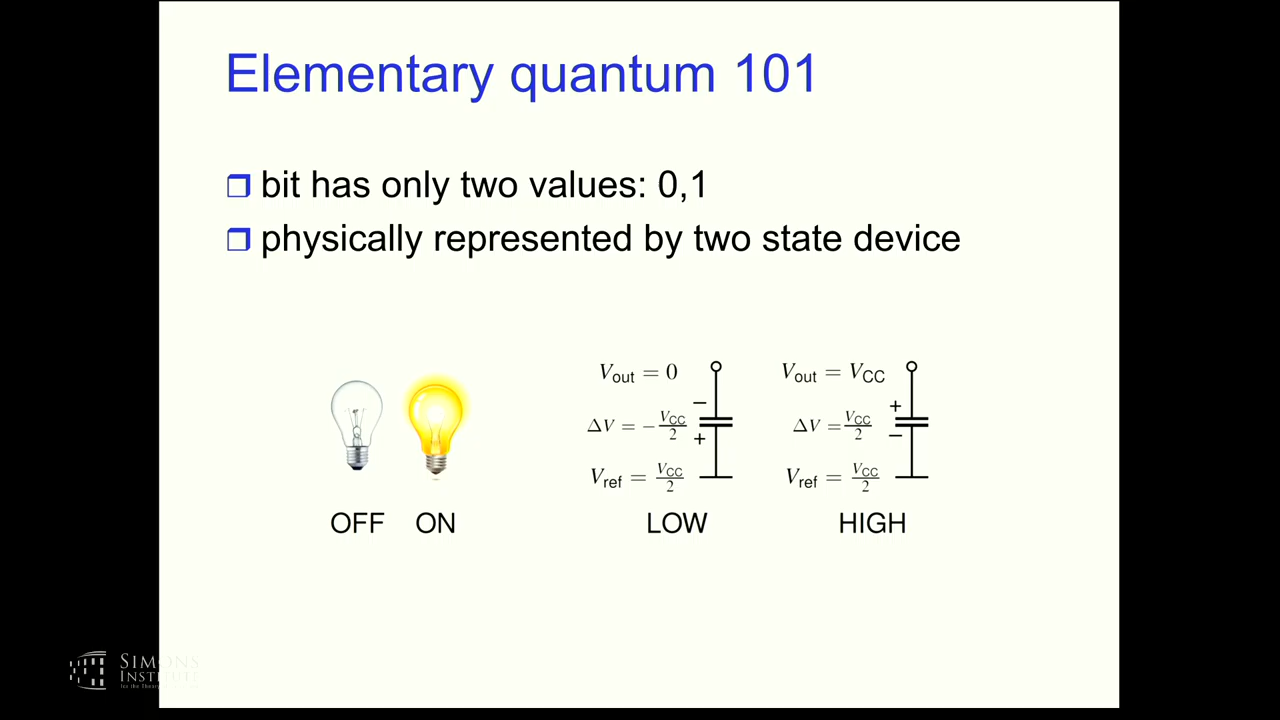 Elementary quantum 101
bit has only two values: 0,1
physically represented by two state device
V_out = 0
−
ΔV = − V_CC/2
+
V_ref = V_CC/2
V_out = V_CC
+
ΔV = V_CC/2
−
V_ref = V_CC/2
OFF ON LOW HIGH
SIMONS
INSTITUTE